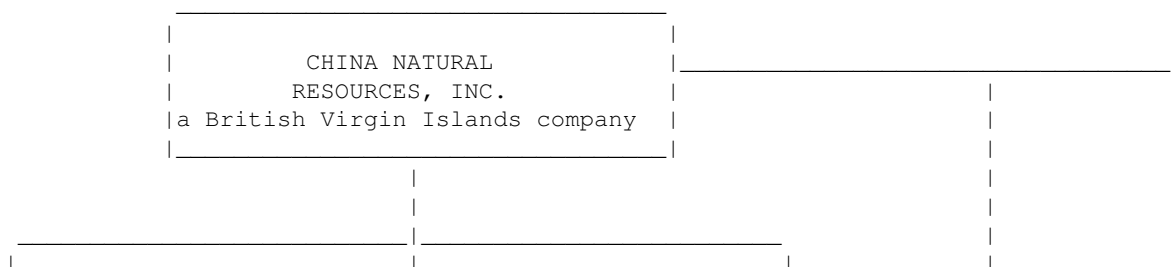 CHINA NATURAL
RESOURCES, INC.
a British Virgin Islands company